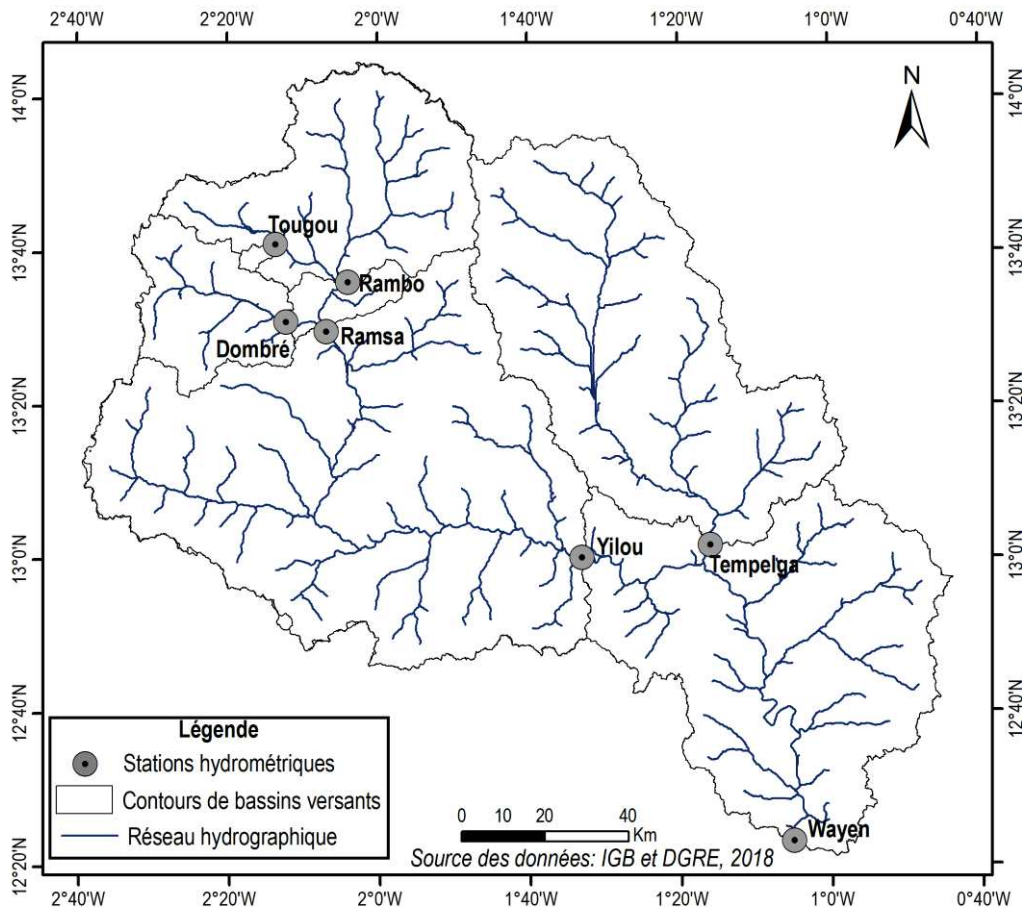 2°40'W 2°20'W 2°0'W 1°40'W 1°20'W 1°0'W 0°40'W
14°0'N 14°0'N
N
Tougou
13°40'N 13°40'N
Rambo
Dombré Ramsa
13°20'N 13°20'N
Yilou
Tempelga
13°0'N 13°0'N
12°40'N 12°40'N
Légende
Stations hydrométriques
Contours de bassins versants
Réseau hydrographique
0 10 20 40
Km
Wayen
Source des données: IGB et DGRE, 2018
12°20'N 12°20'N
2°40'W 2°20'W 2°0'W 1°40'W 1°20'W 1°0'W 0°40'W